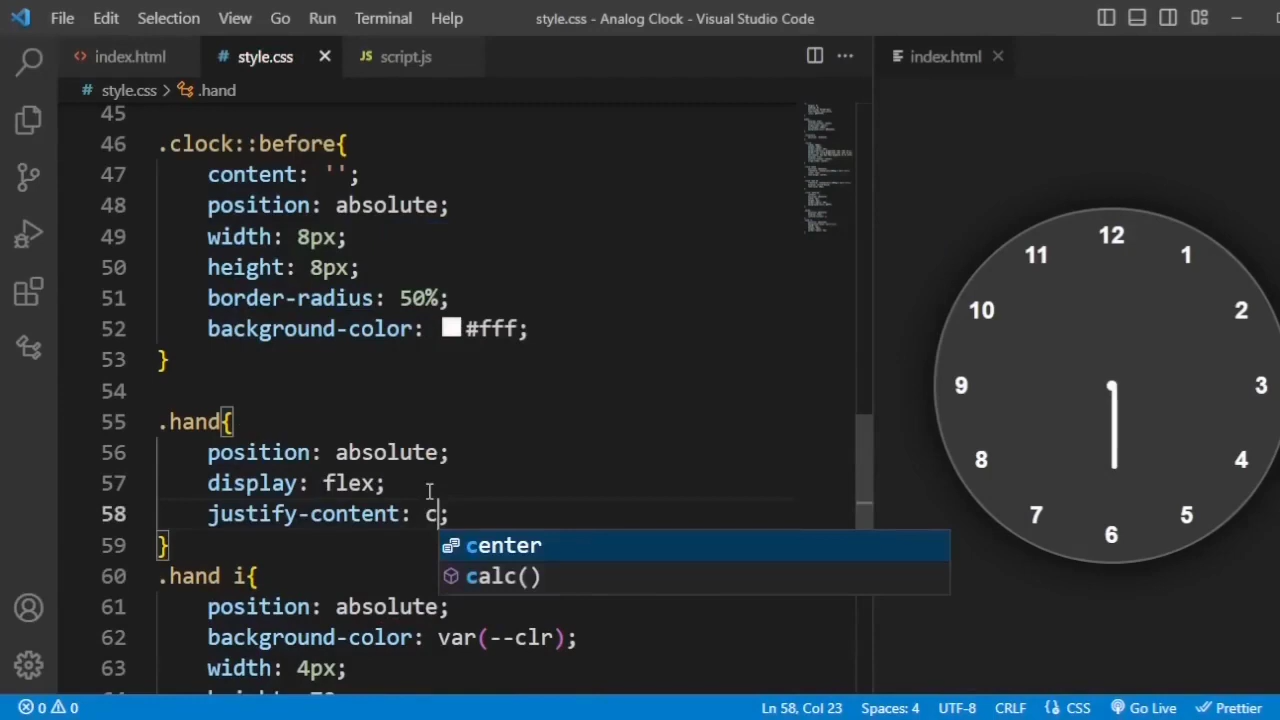 File Edit Selection View Go Run Terminal Help style.css - Analog Clock - Visual Studio Code
index.html # style.css JS script.js index.html
# style.css > .hand
45
46 .clock::before{
47 content: '';
48 position: absolute;
49 width: 8px;
50 height: 8px;
51 border-radius: 50%;
52 background-color: #fff;
53 }
54
55 .hand{
56 position: absolute;
57 display: flex;
58 justify-content: c;
center
calc()
59 }
60 .hand i{
61 position: absolute;
62 background-color: var(--clr);
63 width: 4px;
12
11 1
10 2
9 3
8 4
7 5
6
0 0 Ln 58, Col 23 Spaces: 4 UTF-8 CRLF CSS Go Live Prettier